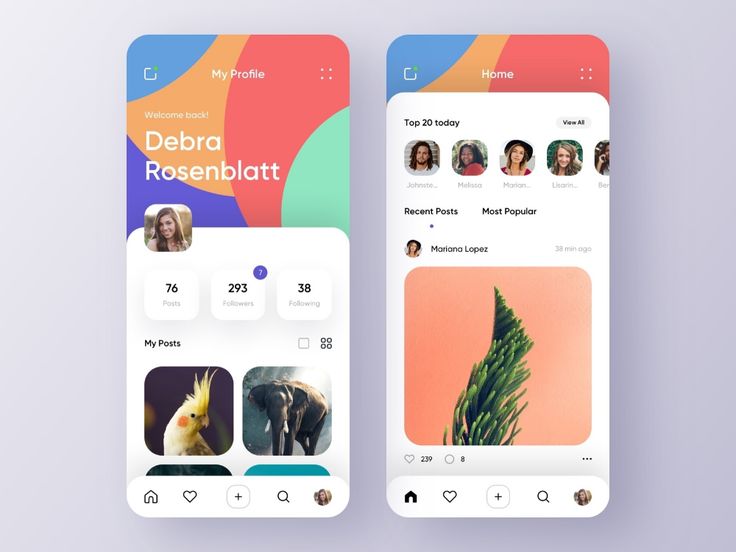 My Profile
Welcome back!
Debra
Rosenblatt
76
Posts
293
Followers
7
38
Following
My Posts
Home
Top 20 today
View All
Johnste...
Melissa
Marian...
Lisarin...
Ber
Recent Posts
Most Popular
Mariana Lopez
38 min ago
239
8